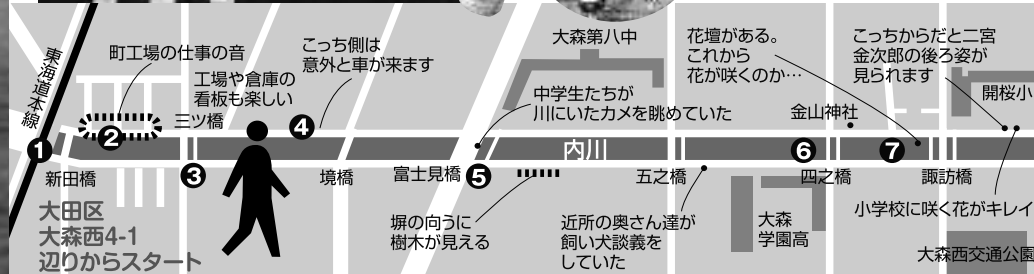 東海道本線
町工場の仕事の音
工場や倉庫の
看板も楽しい
こっち側は
意外と車が来ます
大森第八中
中学生たちが
川にいたカメを眺めていた
花壇がある。
これから
花が咲くのか…
こっちからだと二宮
金次郎の後ろ姿が
見られます
開桜小
金山神社
三ツ橋
1
2
3
4
5
6
7
内川
新田橋
境橋
富士見橋
五之橋
四之橋
諏訪橋
大田区
大森西4-1
辺りからスタート
塀の向うに
樹木が見える
近所の奥さん達が
飼い犬談義を
していた
大森
学園高
小学校に咲く花がキレイ
大森西交通公園